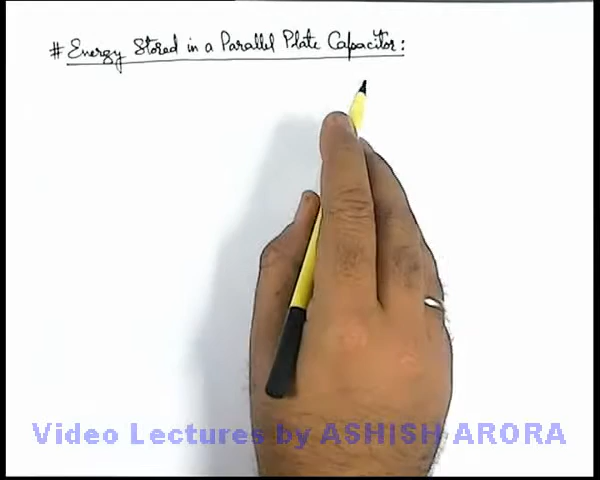 # Energy Stored in a Parallel Plate Capacitor:
Video Lectures by ASHISH ARORA